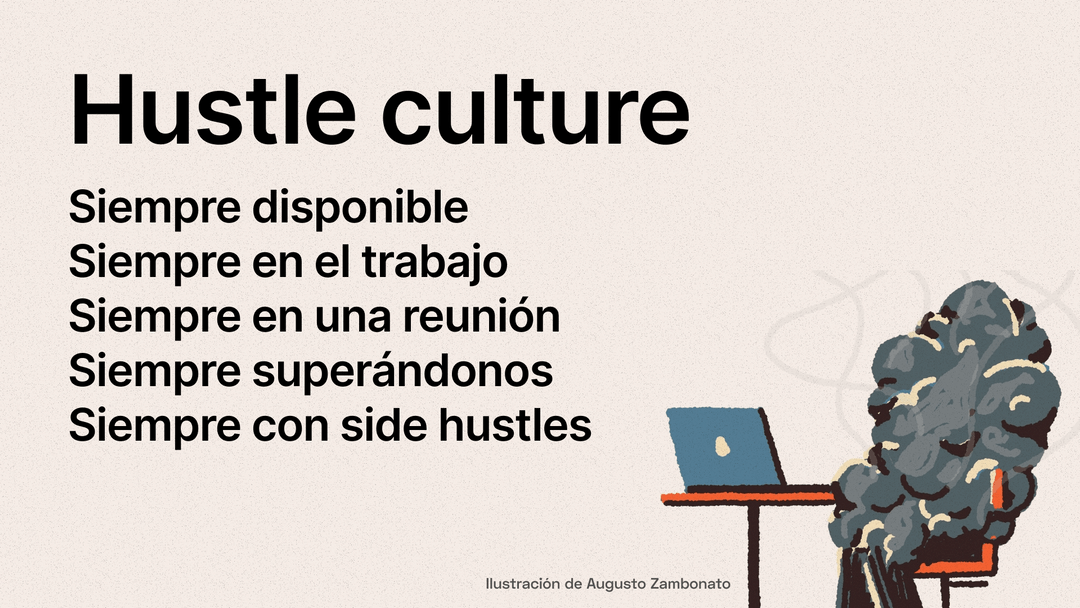 Hustle culture
Siempre disponible
Siempre en el trabajo
Siempre en una reunión
Siempre superándonos
Siempre con side hustles
Ilustración de Augusto Zambonato